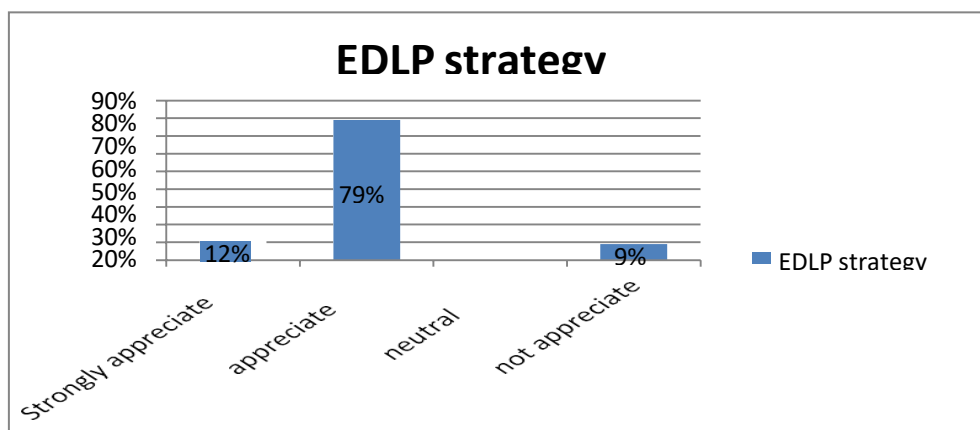 EDLP strategy
90%
80%
70%
60%
50%
40%
30%
20%
12%
79%
9%
EDLP strategy
Strongly appreciate
appreciate
neutral
not appreciate